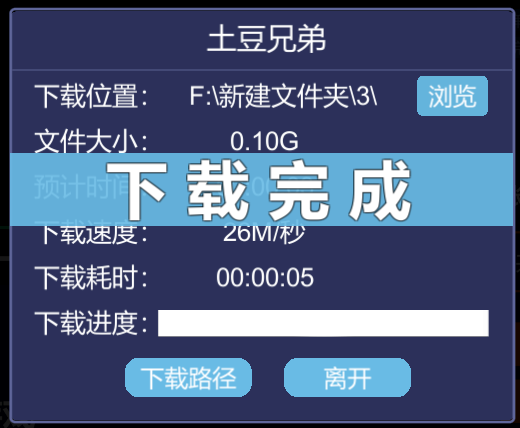 土豆兄弟
下载位置： F:\新建文件夹\3\ 浏览
文件大小： 0.10G
预计时间
下载完成
下载速度： 26M/秒
下载耗时： 00:00:05
下载进度：
下载路径 离开